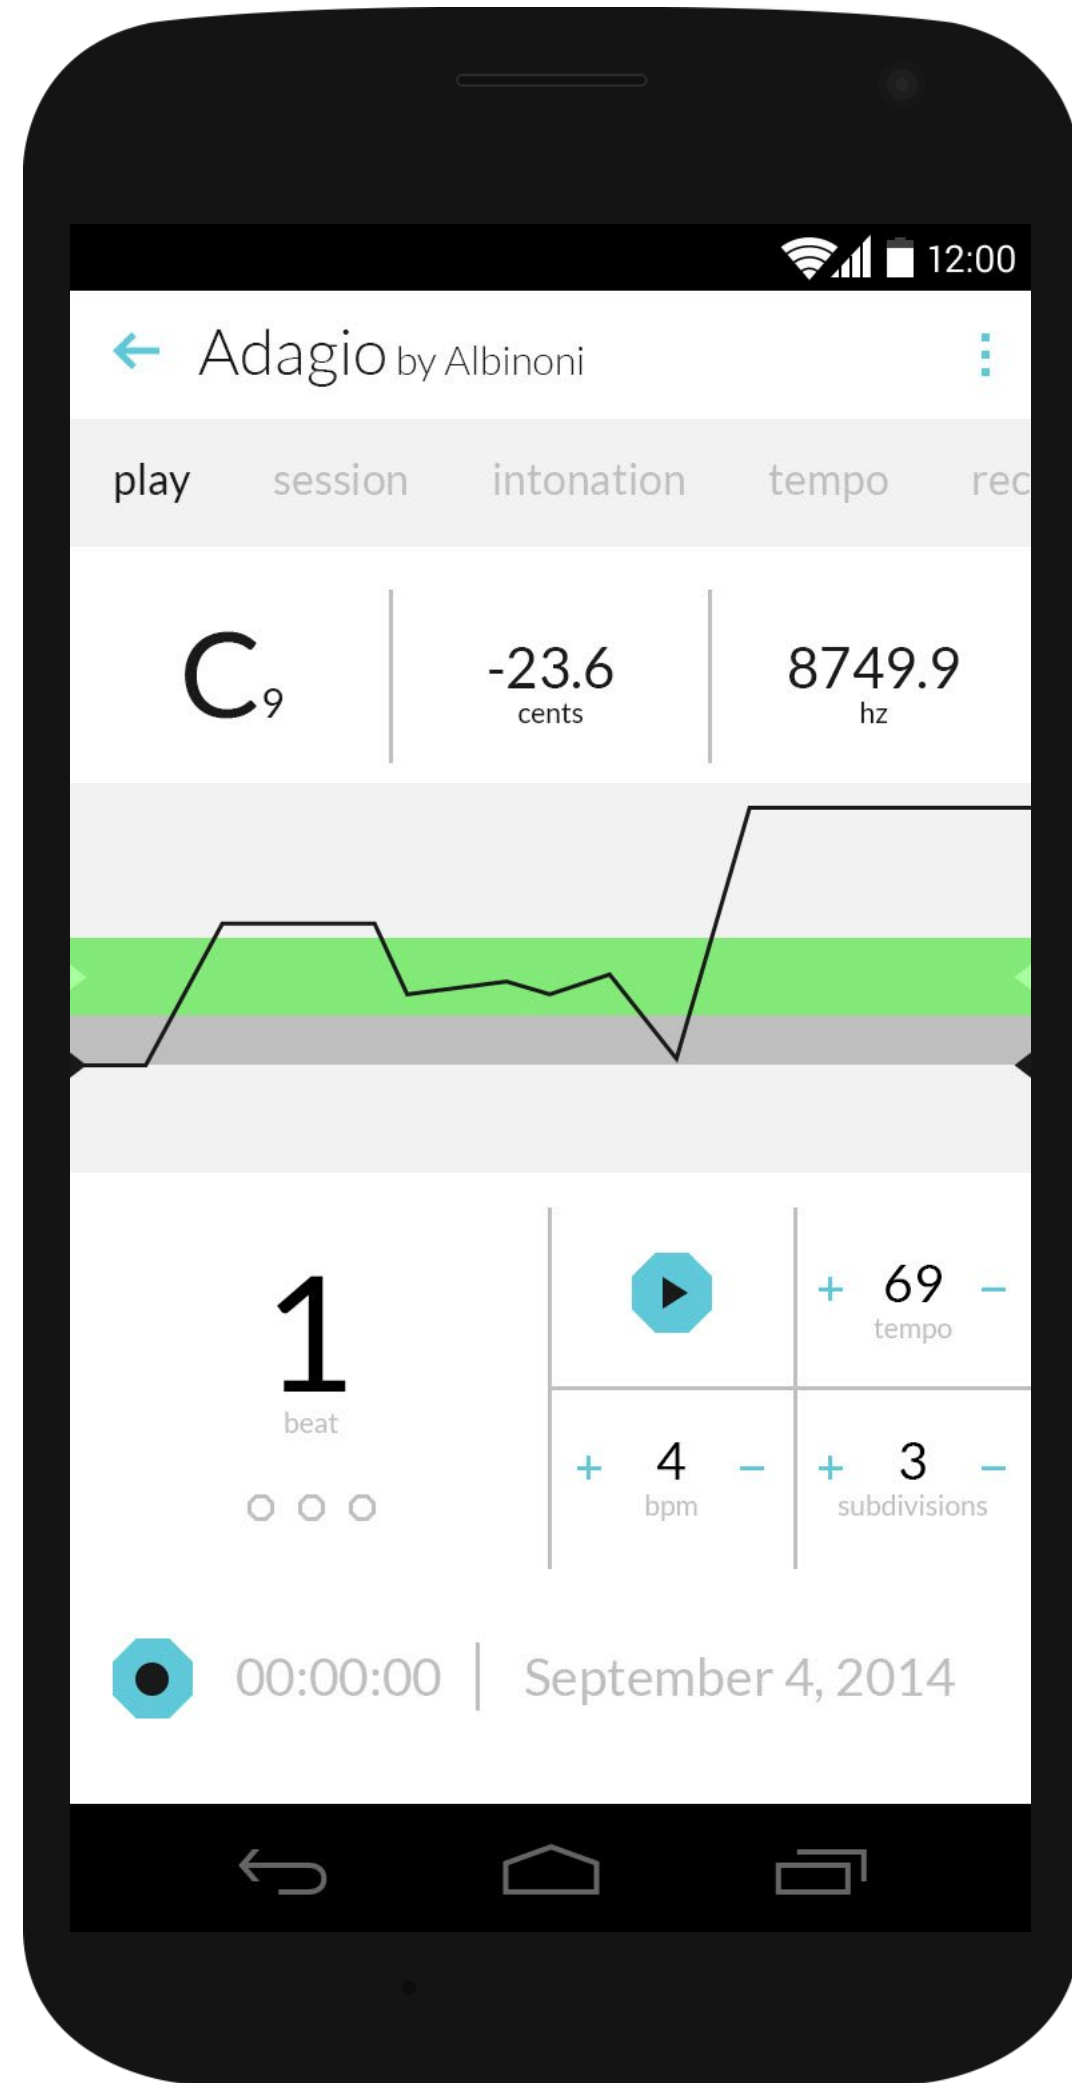 12:00
Adagio by Albinoni
play session intonation tempo rec
C9 -23.6 8749.9
cents hz
1
beat
+ 69 −
tempo
+ 4 − + 3 −
bpm subdivisions
00:00:00 | September 4, 2014